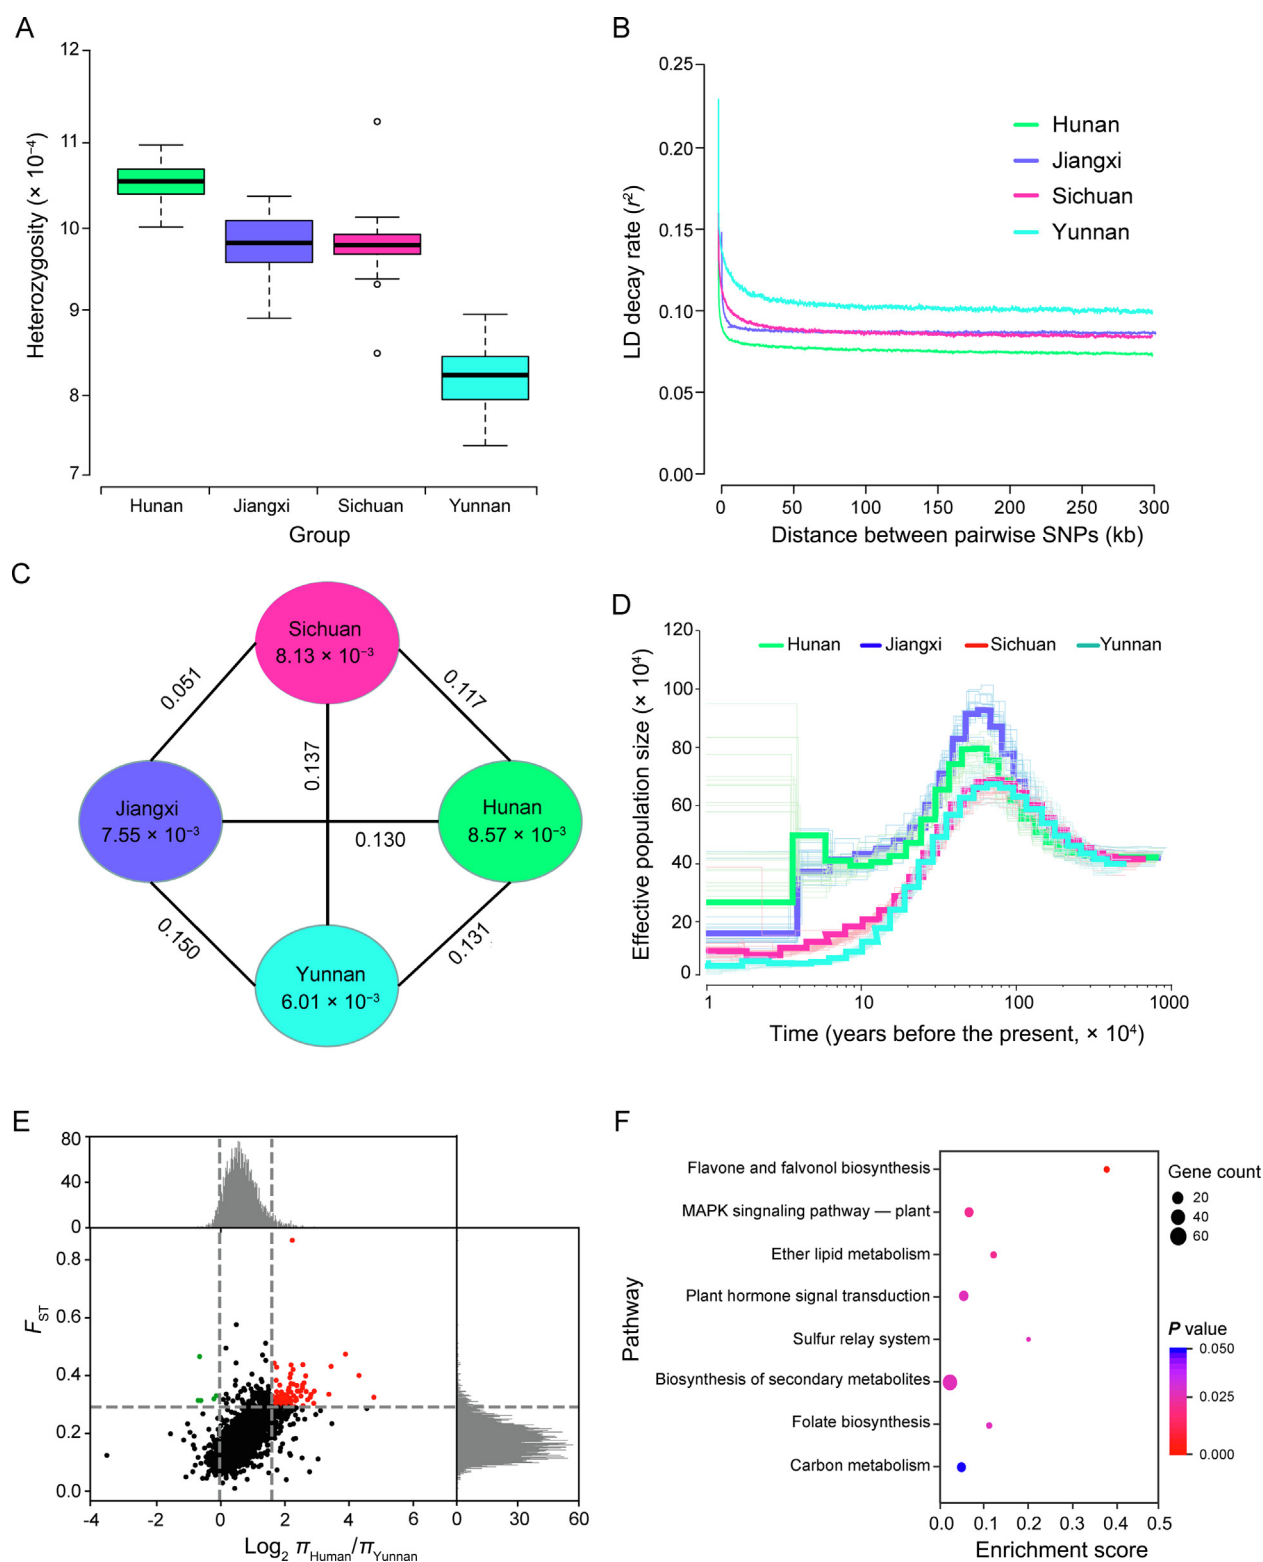 A
12
11
10
9
8
7
Heterozygosity (× 10⁻⁴)
Hunan Jiangxi Sichuan Yunnan
Group
B
0.25
0.20
0.15
0.10
0.05
0.00
LD decay rate (r²)
Hunan
Jiangxi
Sichuan
Yunnan
0 50 100 150 200 250 300
Distance between pairwise SNPs (kb)
C
Sichuan
8.13 × 10⁻³
0.051
0.117
0.137
Jiangxi
7.55 × 10⁻³
Hunan
8.57 × 10⁻³
0.130
0.150
0.131
Yunnan
6.01 × 10⁻³
D
120
100
80
60
40
20
0
Effective population size (× 10⁴)
Hunan Jiangxi Sichuan Yunnan
1 10 100 1000
Time (years before the present, × 10⁴)
E
80
40
0
0.8
0.6
0.4
0.2
0.0
F_ST
-4 -2 0 2 4 6
0 30 60
Log₂ π_Human/π_Yunnan
F
Pathway
Flavone and falvonol biosynthesis
MAPK singnaling pathway — plant
Ether lipid metabolism
Plant hormone signal transduction
Sulfur relay system
Biosynthesis of secondary metabolites
Folate biosynthesis
Carbon metabolism
0.0 0.1 0.2 0.3 0.4 0.5
Enrichment score
Gene count
20
40
60
P value
0.050
0.025
0.000